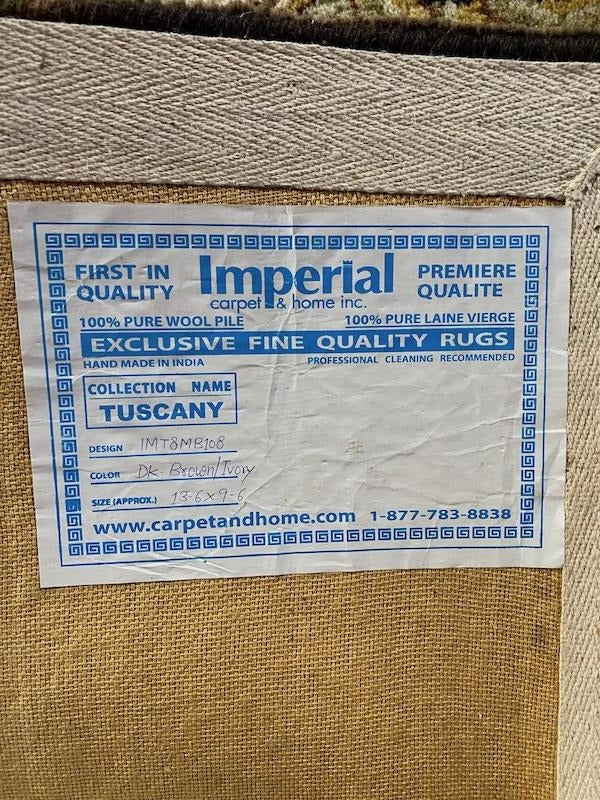 FIRST IN QUALITY
Imperial
carpet & home inc.
PREMIERE QUALITE
100% PURE WOOL PILE
100% PURE LAINE VIERGE
EXCLUSIVE FINE QUALITY RUGS
HAND MADE IN INDIA
PROFESSIONAL CLEANING RECOMMENDED
COLLECTION NAME
TUSCANY
DESIGN IMT8MB108
COLOR Dk. Brown/Ivory
SIZE (APPROX.) 13-6x9-6
www.carpetandhome.com 1-877-783-8838